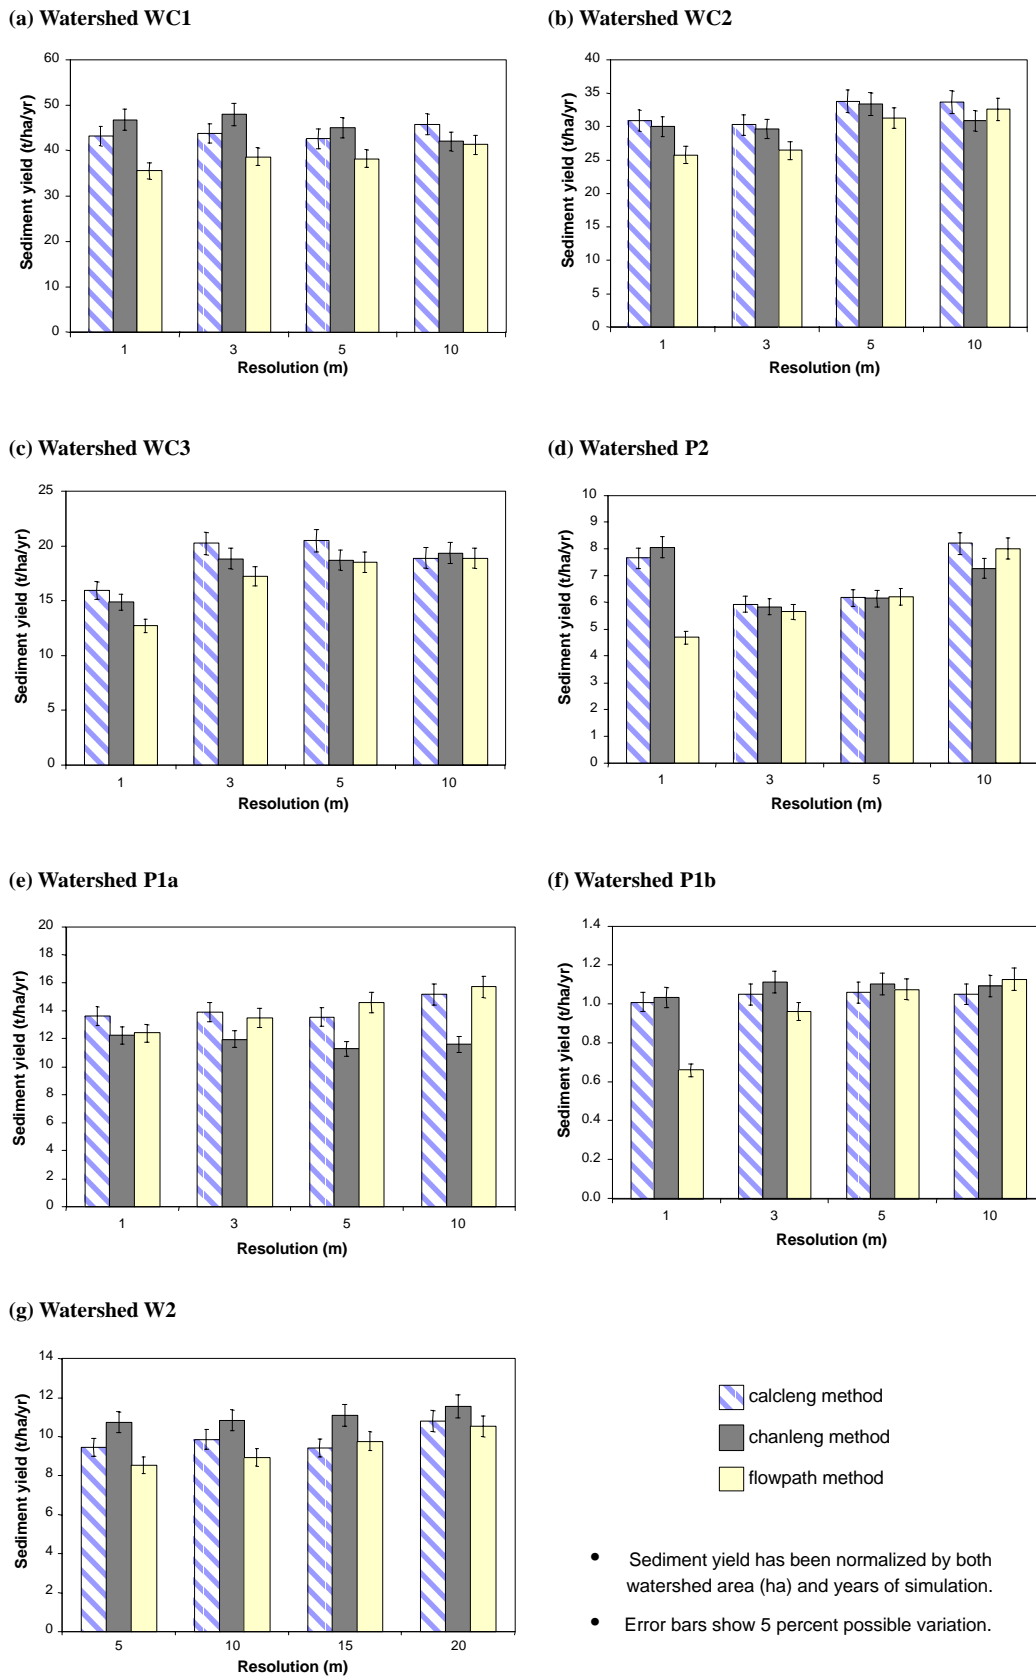 (a) Watershed WC1
60
50
40
30
20
10
0
Sediment yield (t/ha/yr)
1 3 5 10
Resolution (m)
(b) Watershed WC2
40
35
30
25
20
15
10
5
0
Sediment yield (t/ha/yr)
1 3 5 10
Resolution (m)
(c) Watershed WC3
25
20
15
10
5
0
Sediment yield (t/ha/yr)
1 3 5 10
Resolution (m)
(d) Watershed P2
10
9
8
7
6
5
4
3
2
1
0
Sediment yield (t/ha/yr)
1 3 5 10
Resolution (m)
(e) Watershed P1a
20
18
16
14
12
10
8
6
4
2
0
Sediment yield (t/ha/yr)
1 3 5 10
Resolution (m)
(f) Watershed P1b
1.4
1.2
1.0
0.8
0.6
0.4
0.2
0.0
Sediment yield (t/ha/yr)
1 3 5 10
Resolution (m)
(g) Watershed W2
14
12
10
8
6
4
2
0
Sediment yield (t/ha/yr)
5 10 15 20
Resolution (m)
calcleng method
chanleng method
flowpath method
• Sediment yield has been normalized by both
watershed area (ha) and years of simulation.
• Error bars show 5 percent possible variation.